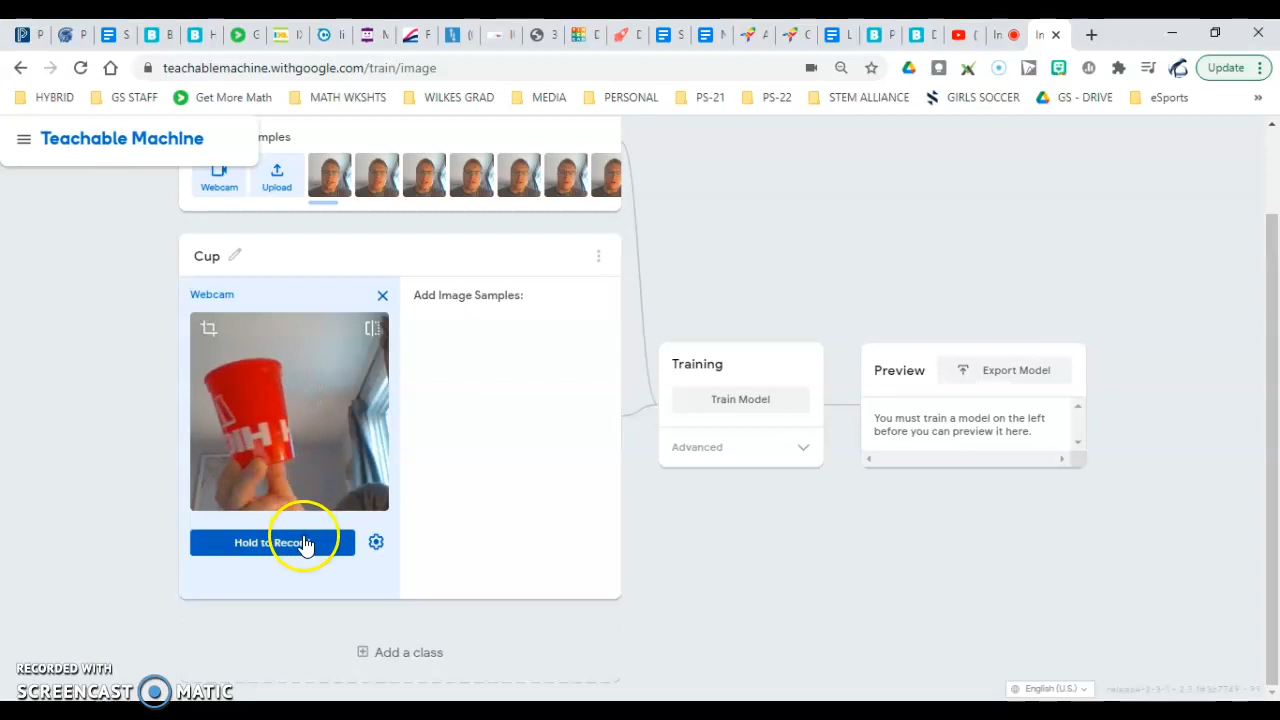 P P S B H G D ( 3 D D S N A C L P D ( In In
teachablemachine.withgoogle.com/train/image Update
HYBRID GS STAFF Get More Math MATH WKSHTS WILKES GRAD MEDIA PERSONAL PS-21 PS-22 STEM ALLIANCE GIRLS SOCCER GS - DRIVE eSports »
Teachable Machine mples
Webcam Upload
Cup
Webcam Add Image Samples:
Hold to Record
Training
Train Model
Advanced
Preview Export Model
You must train a model on the left
before you can preview it here.
Add a class
RECORDED WITH
SCREENCAST MATIC
English (U.S.)